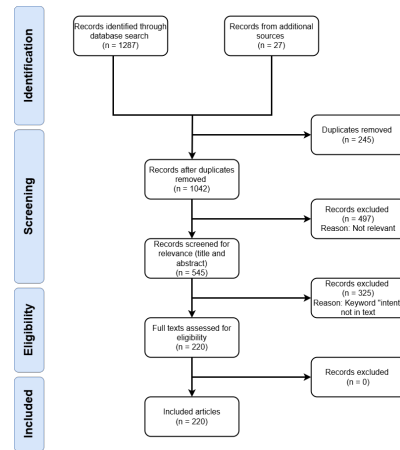 Identification
Records identified through
database search
(n = 1287)
Records from additional
sources
(n = 27)
Duplicates removed
(n = 245)
Screening
Records after duplicates
removed
(n = 1042)
Records excluded
(n = 497)
Reason: Not relevant
Records screened for
relevance (title and
abstract)
(n = 545)
Records excluded
(n = 325)
Reason: Keyword "intent
not in text
Eligibility
Full texts assessed for
eligibility
(n = 220)
Records excluded
(n = 0)
Included
Included articles
(n = 220)